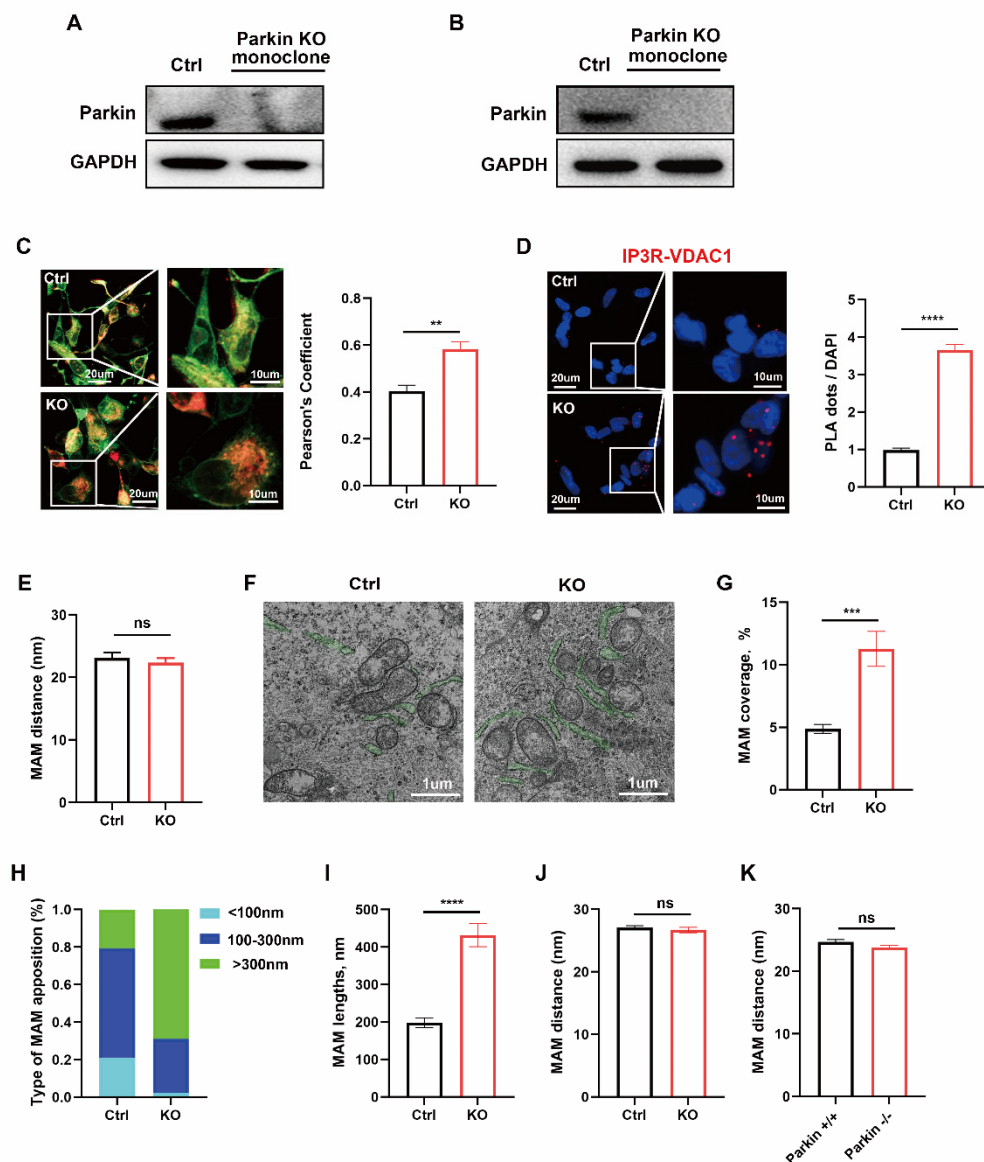 A
Parkin KO
monoclone
Ctrl
Parkin
GAPDH
B
Parkin KO
monoclone
Ctrl
Parkin
GAPDH
C
Ctrl
20um
10um
KO
20um
10um
Pearson's Coefficient
0.8
0.6
0.4
0.2
0.0
**
Ctrl
KO
D
IP3R-VDAC1
Ctrl
20um
10um
KO
20um
10um
PLA dots / DAPI
5
4
3
2
1
0
****
Ctrl
KO
E
MAM distance (nm)
30
20
10
0
ns
Ctrl
KO
F
Ctrl
KO
1um
1um
G
MAM coverage, %
15
10
5
0
***
Ctrl
KO
H
Type of MAM apposition (%)
1.0
0.8
0.6
0.4
0.2
0.0
Ctrl
KO
<100nm
100-300nm
>300nm
I
MAM lengths, nm
500
400
300
200
100
0
****
Ctrl
KO
J
MAM distance (nm)
30
20
10
0
ns
Ctrl
KO
K
MAM distance (nm)
30
20
10
0
ns
Parkin +/+
Parkin -/-